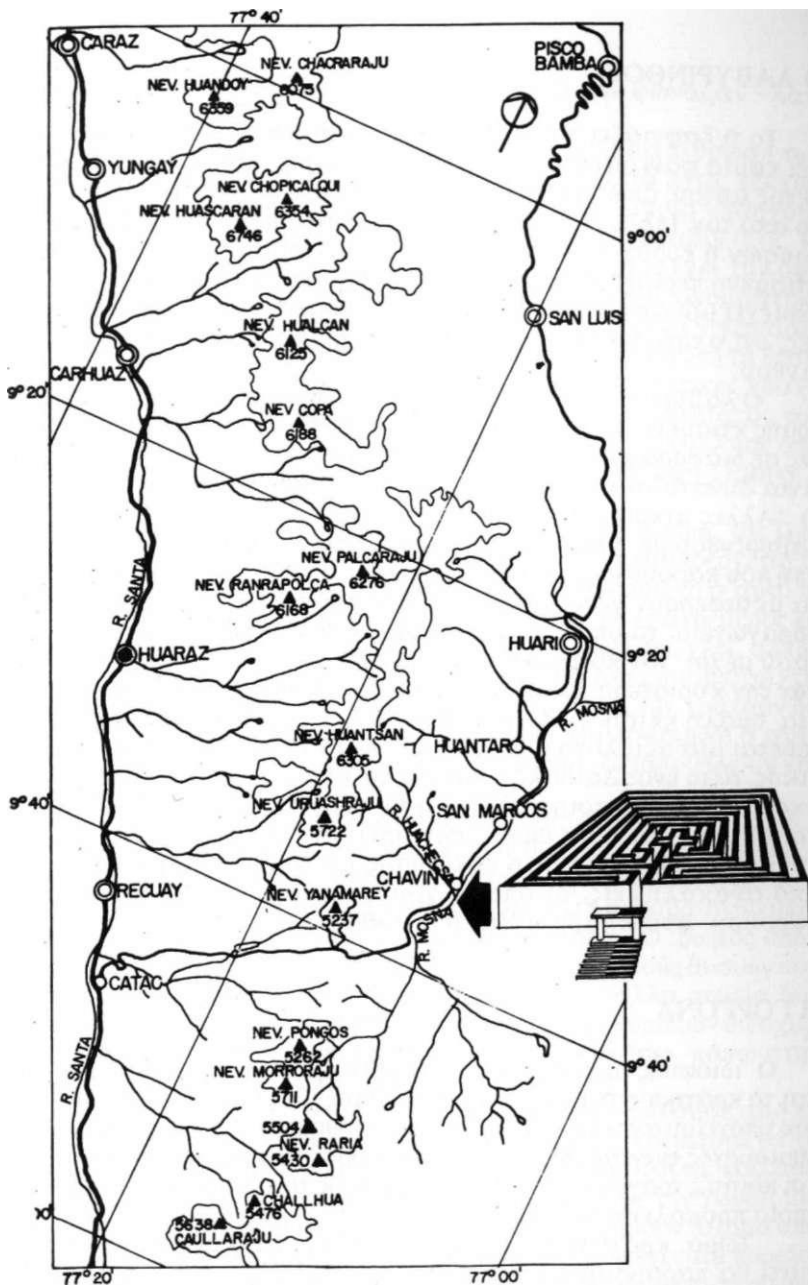 77° 40'
CARAZ
NEV. CHACRARAJU
6075
PISCO
BAMBA
NEV. HUANDOY
6359
YUNGAY
NEV. CHOPICALQUI
6354
NEV. HUASCARAN
6746
9° 00'
SAN LUIS
NEV. HUALCAN
6125
CARHUAZ
9° 20'
NEV. COPA
6188
NEV. PALCARAJU
6276
NEV. RANRAPOLCA
6168
R. SANTA
HUARAZ
HUARI
9° 20'
R. MOSNA
NEV. HUANTSAN
6305
HUANTAR
9° 40'
NEV. URUASHRAJU
5722
R. HUACHECSA
SAN MARCOS
CHAVIN
RECUAY
NEV. YANAMAREY
5237
R. MOSNA
CATAC
R. SANTA
NEV. PONGOS
5262
NEV. MORRORAJU
5711
9° 40'
5504
NEV. RARIA
5430
CHALLHUA
5476
5638
CAULLARAJU
00'
77° 20'
77° 00'